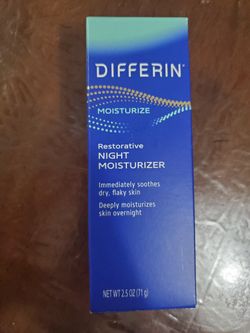 DIFFERIN®
MOISTURIZE
Restorative
NIGHT
MOISTURIZER
Immediately soothes
dry, flaky skin
Deeply moisturizes
skin overnight
NET WT 2.5 OZ (71 g)